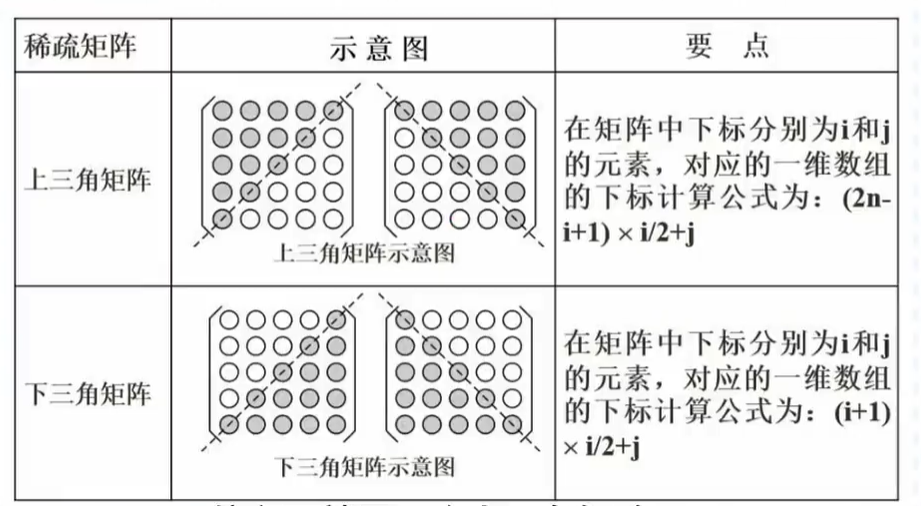 稀疏矩阵
示 意 图
要 点
上三角矩阵
上三角矩阵示意图
在矩阵中下标分别为i和j
的元素，对应的一维数组
的下标计算公式为：(2n-
i+1) × i/2+j
下三角矩阵
下三角矩阵示意图
在矩阵中下标分别为i和j
的元素，对应的一维数组
的下标计算公式为：(i+1)
× i/2+j